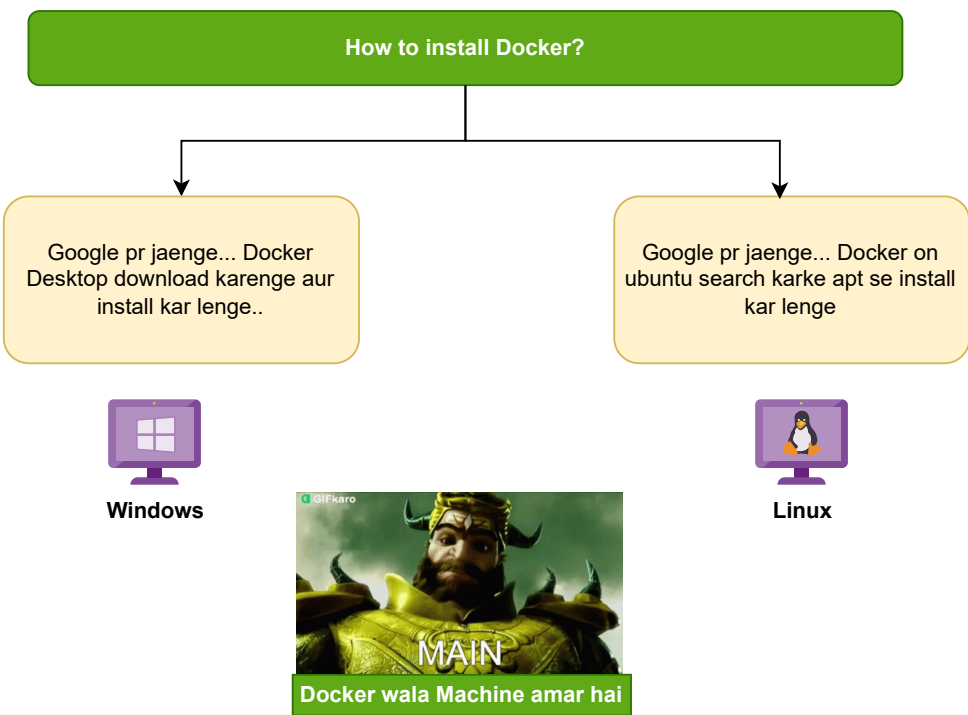 How to install Docker?
Google pr jaenge... Docker
Desktop download karenge aur
install kar lenge..
Google pr jaenge... Docker on
ubuntu search karke apt se install
kar lenge
Windows
Linux
GIFkaro
MAIN
Docker wala Machine amar hai